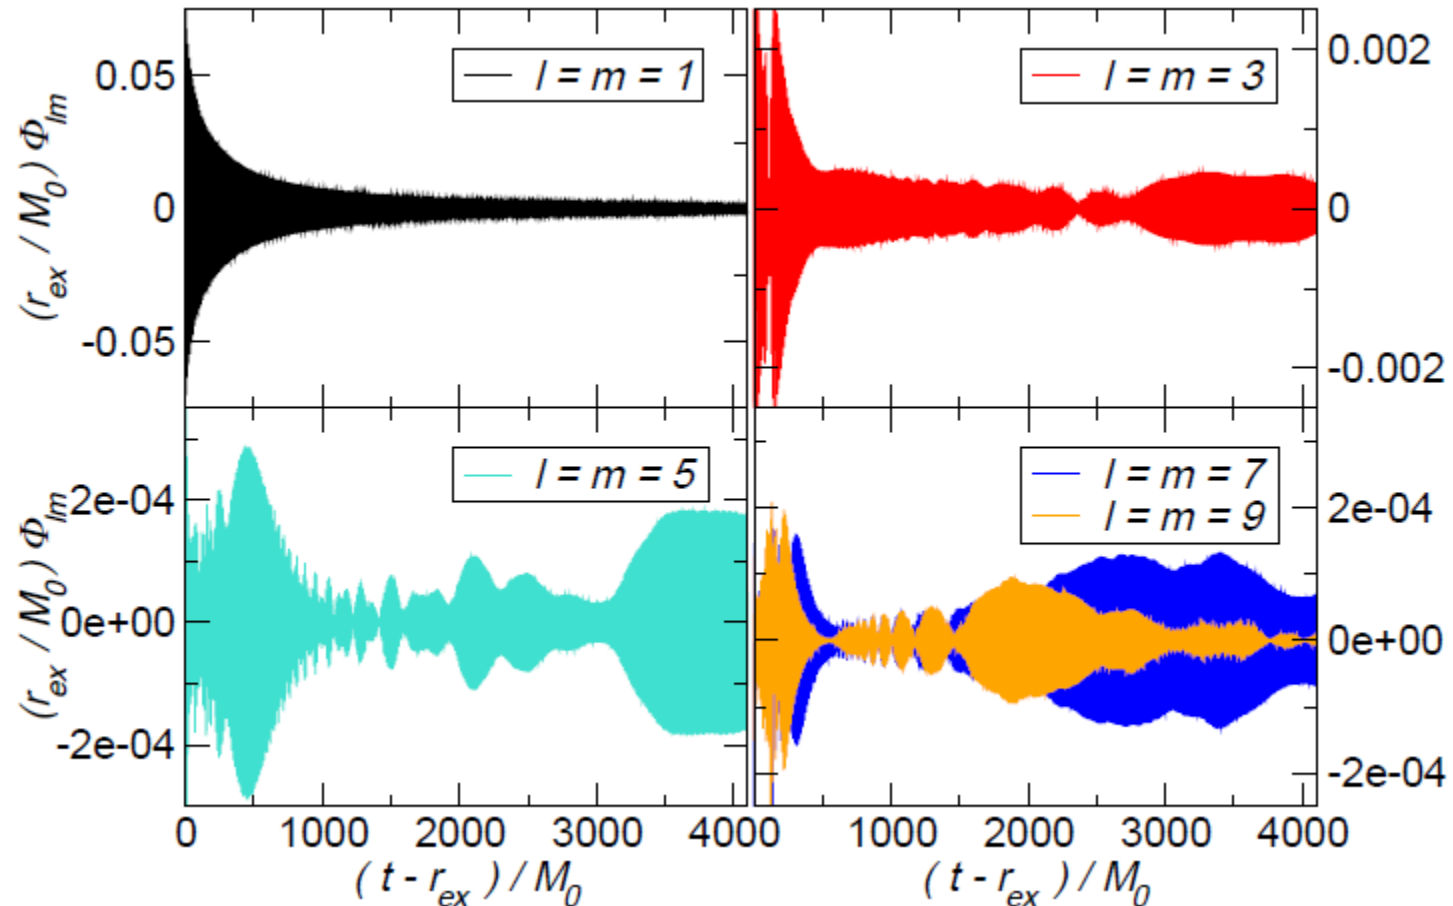 l = m = 1
l = m = 3
0.05
0
-0.05
(r_ex / M_0) Φ_lm
0.002
0
-0.002
l = m = 5
l = m = 7
l = m = 9
2e-04
0e+00
-2e-04
(r_ex / M_0) Φ_lm
2e-04
0e+00
-2e-04
0 1000 2000 3000 4000
0 1000 2000 3000 4000
( t - r_ex ) / M_0
( t - r_ex ) / M_0